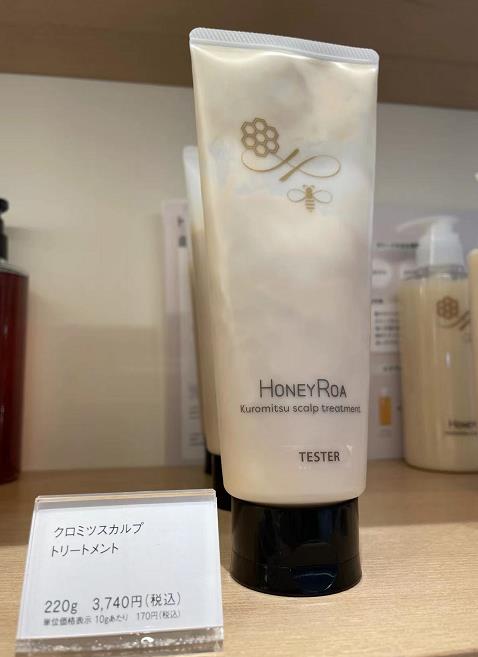 HONEYROA
Kuromitsu scalp treatment
TESTER
クロミツスカルプ
トリートメント
220g 3,740円(税込)
単位価格表示 10gあたり 170円(税込)
HONEY